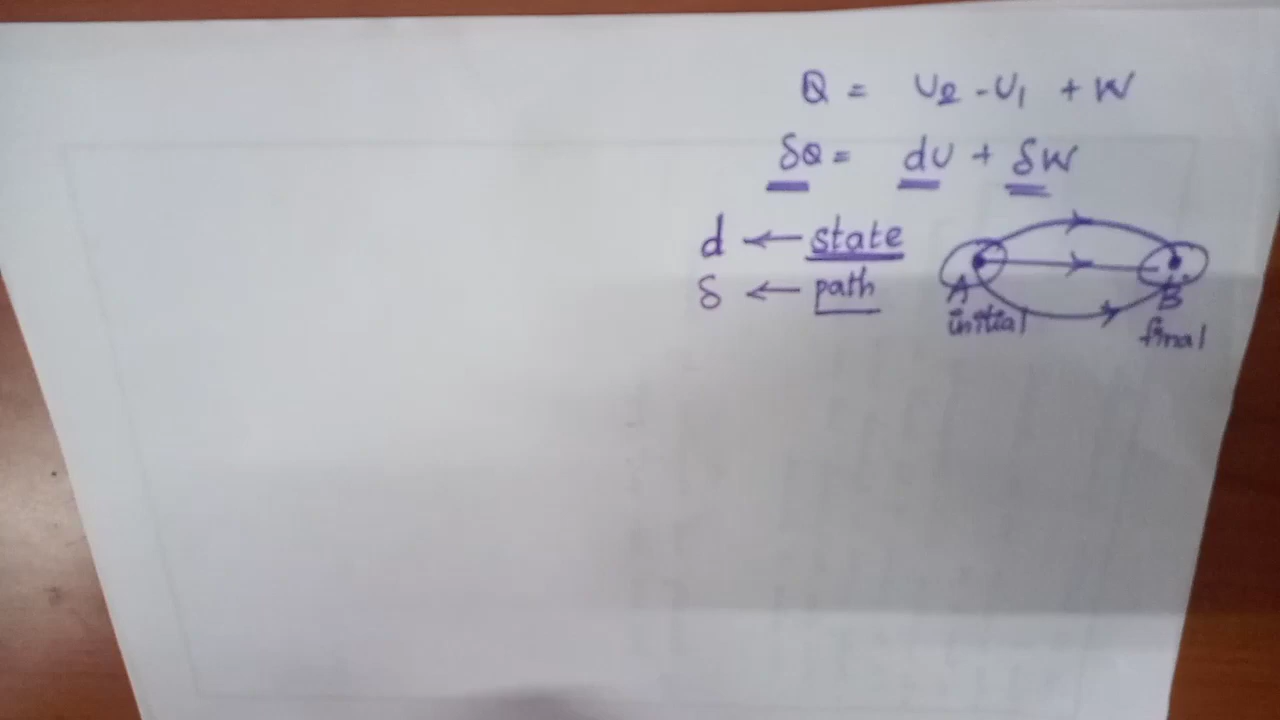 Q = U2 - U1 + W
δQ = dU + δW
d ← state
δ ← path
A B
initial final